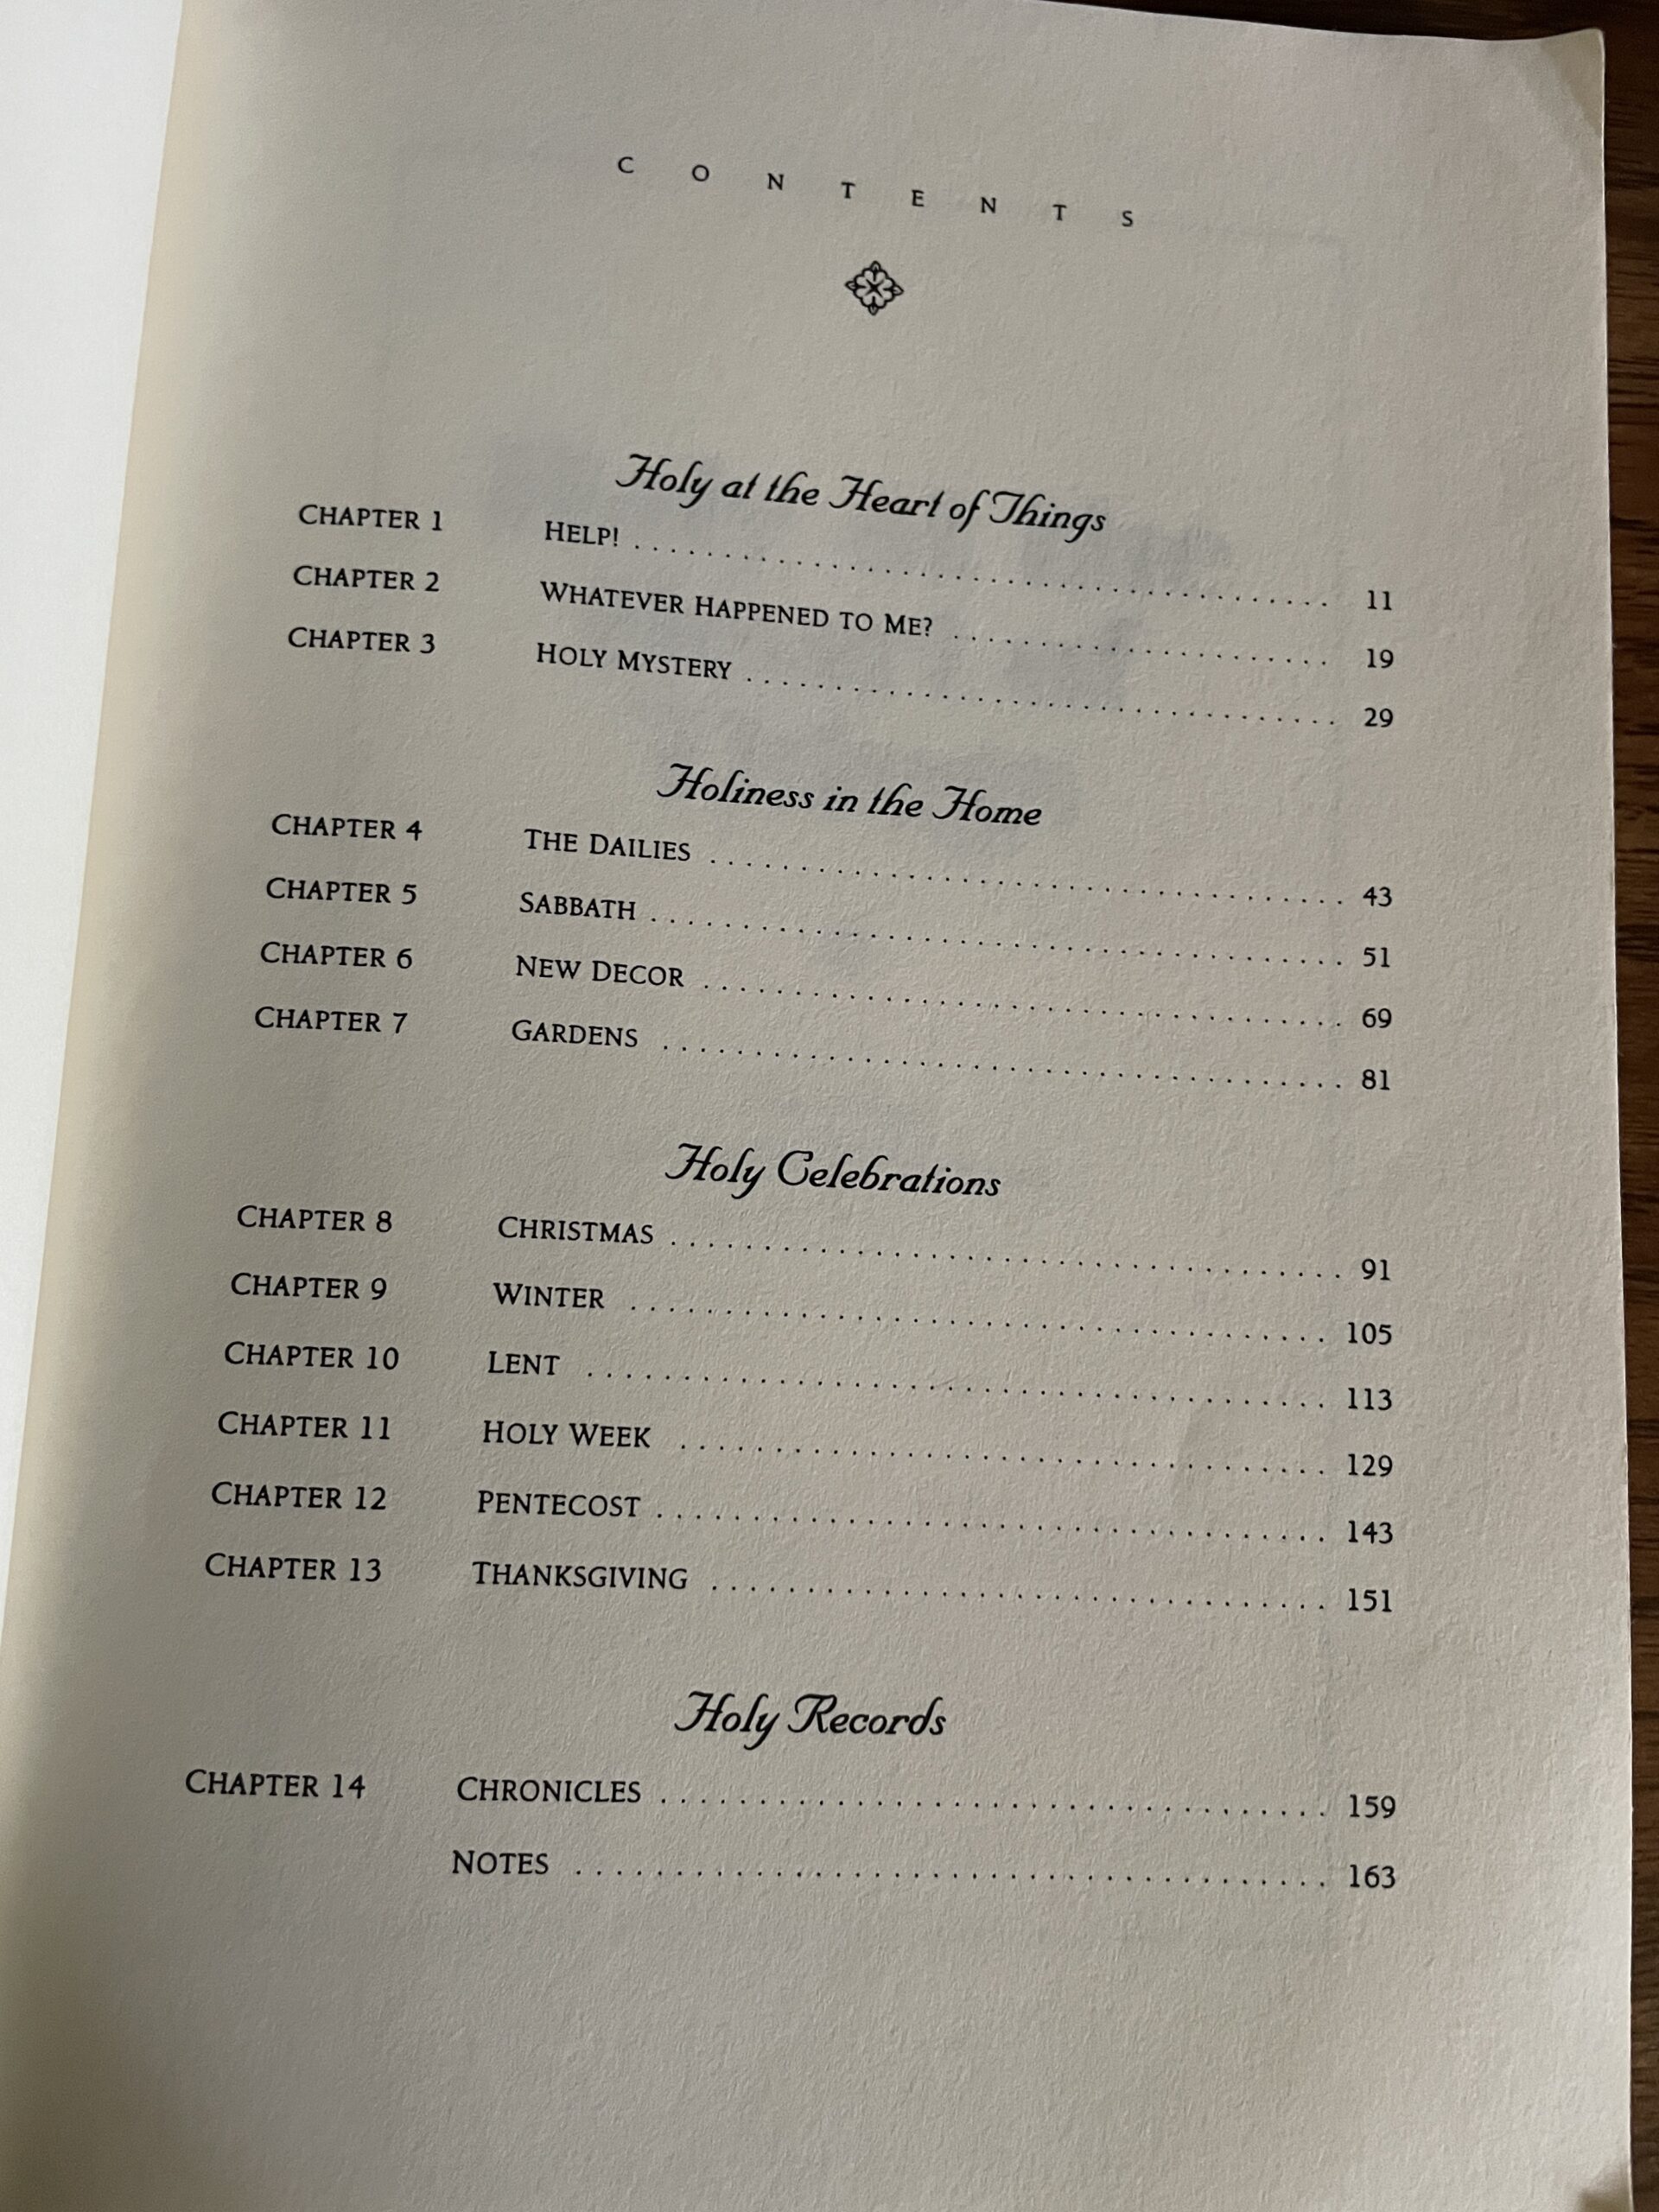 CONTENTS
Holy at the Heart of Things
CHAPTER 1 HELP! ........................................ 11
CHAPTER 2 WHATEVER HAPPENED TO ME? ..................... 19
CHAPTER 3 HOLY MYSTERY ................................. 29
Holiness in the Home
CHAPTER 4 THE DAILIES ................................... 43
CHAPTER 5 SABBATH ....................................... 51
CHAPTER 6 NEW DECOR .................................... 69
CHAPTER 7 GARDENS ...................................... 81
Holy Celebrations
CHAPTER 8 CHRISTMAS .................................... 91
CHAPTER 9 WINTER ...................................... 105
CHAPTER 10 LENT ........................................ 113
CHAPTER 11 HOLY WEEK ................................... 129
CHAPTER 12 PENTECOST ................................... 143
CHAPTER 13 THANKSGIVING ................................ 151
Holy Records
CHAPTER 14 CHRONICLES .................................. 159
NOTES .................................. 163